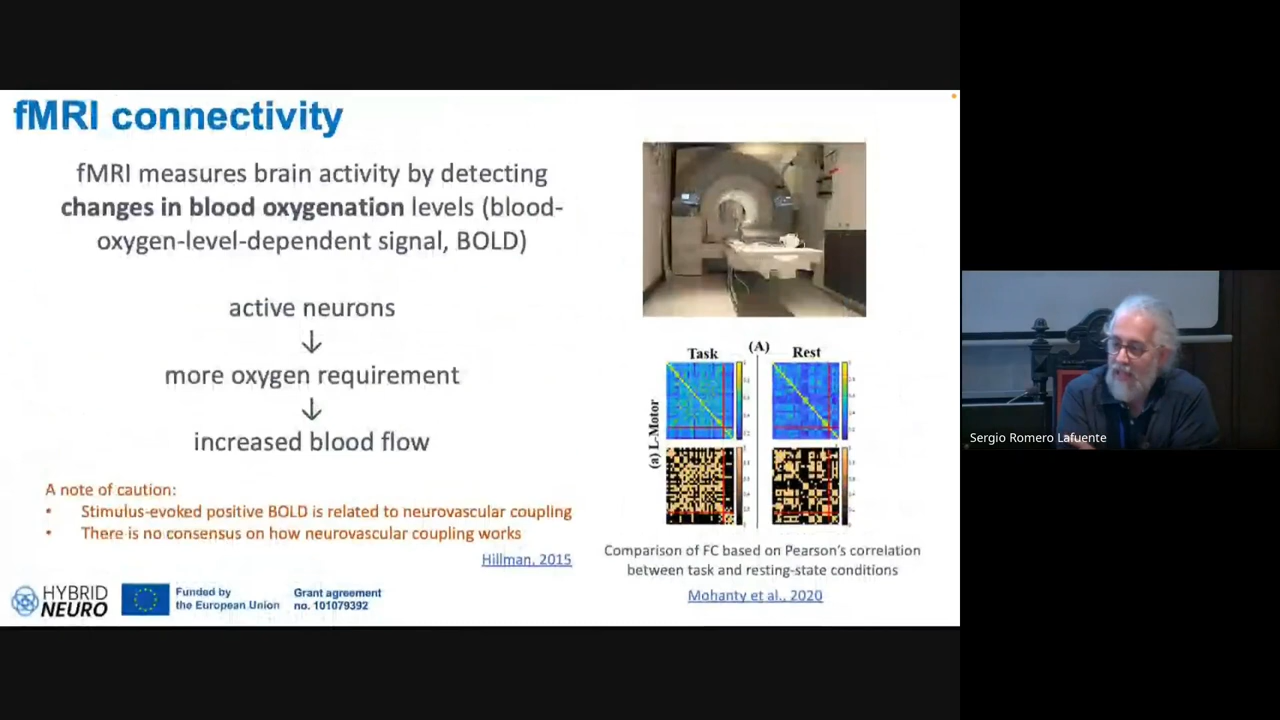 fMRI connectivity
fMRI measures brain activity by detecting
changes in blood oxygenation levels (blood-
oxygen-level-dependent signal, BOLD)
active neurons
↓
more oxygen requirement
↓
increased blood flow
A note of caution:
• Stimulus-evoked positive BOLD is related to neurovascular coupling
• There is no consensus on how neurovascular coupling works
Hillman, 2015
HYBRID
NEURO
Funded by
the European Union
Grant agreement
no. 101079392
(A)
Task
Rest
(a) L-Motor
Comparison of FC based on Pearson's correlation
between task and resting-state conditions
Mohanty et al., 2020
Sergio Romero Lafuente